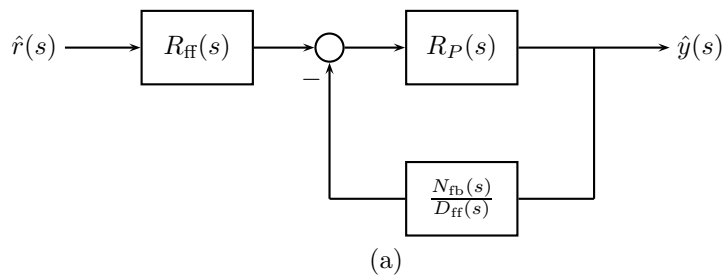 r̂(s) R_ff(s) R_P(s) ŷ(s)
−
N_fb(s)
D_ff(s)
(a)